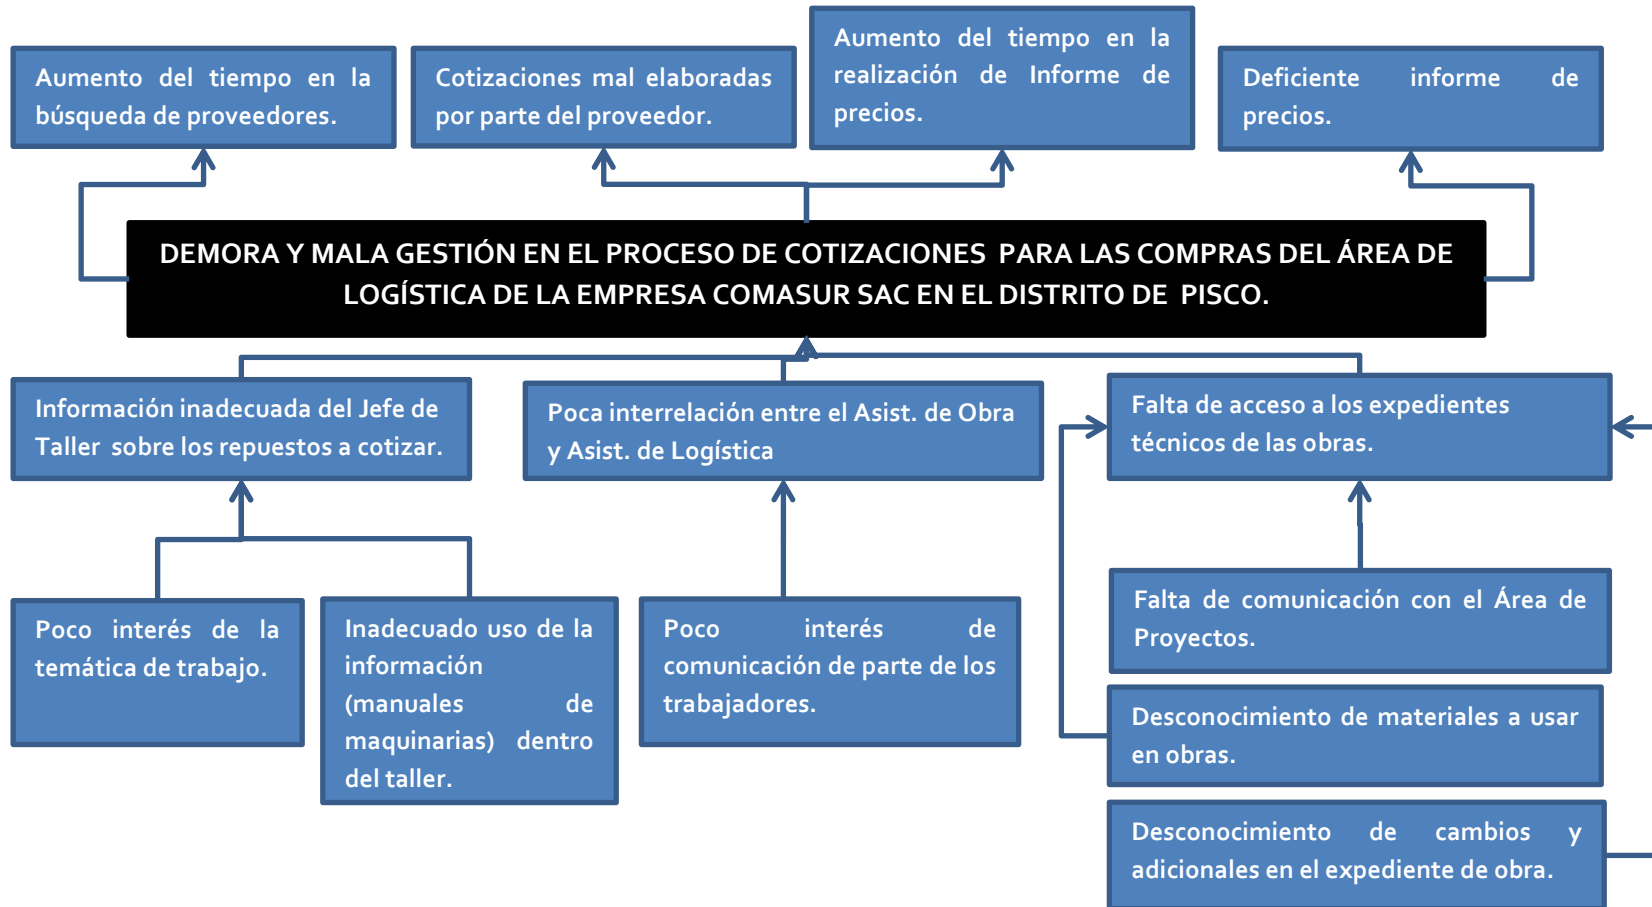 Aumento del tiempo en la
búsqueda de proveedores.
Cotizaciones mal elaboradas
por parte del proveedor.
Aumento del tiempo en la
realización de Informe de
precios.
Deficiente informe de
precios.
DEMORA Y MALA GESTIÓN EN EL PROCESO DE COTIZACIONES PARA LAS COMPRAS DEL ÁREA DE
LOGÍSTICA DE LA EMPRESA COMASUR SAC EN EL DISTRITO DE PISCO.
Información inadecuada del Jefe de
Taller sobre los repuestos a cotizar.
Poca interrelación entre el Asist. de Obra
y Asist. de Logística
Falta de acceso a los expedientes
técnicos de las obras.
Poco interés de la
temática de trabajo.
Inadecuado uso de la
información
(manuales de
maquinarias) dentro
del taller.
Poco interés de
comunicación de parte de los
trabajadores.
Falta de comunicación con el Área de
Proyectos.
Desconocimiento de materiales a usar
en obras.
Desconocimiento de cambios y
adicionales en el expediente de obra.